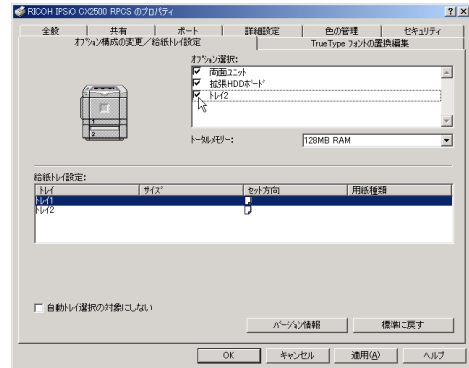 RICOH IPSiO CX2500 RPCS のプロパティ
全般 共有 ポート 詳細設定 色の管理 セキュリティ
オプション構成の変更／給紙トレイ設定 TrueType フォントの置換編集
オプション選択:
両面ユニット
拡張HDDボード
トレイ2
1
2
トータルメモリー: 128MB RAM
給紙トレイ設定:
トレイ サイズ セット方向 用紙種類
トレイ1
トレイ2
自動トレイ選択の対象にしない
バージョン情報 標準に戻す
OK キャンセル 適用(A) ヘルプ